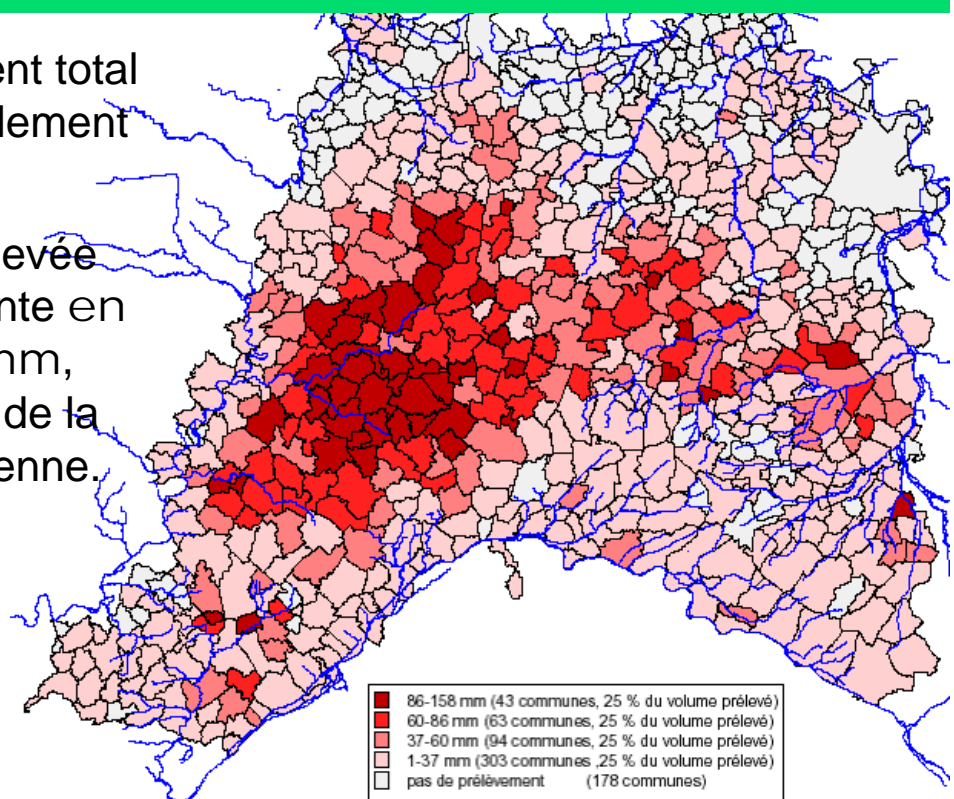 ent total
lement
evée
mte en
nm,
de la
enne.
86-158 mm (43 communes, 25 % du volume prélevé)
60-86 mm (63 communes, 25 % du volume prélevé)
37-60 mm (94 communes, 25 % du volume prélevé)
1-37 mm (303 communes ,25 % du volume prélevé)
pas de prélèvement (178 communes)